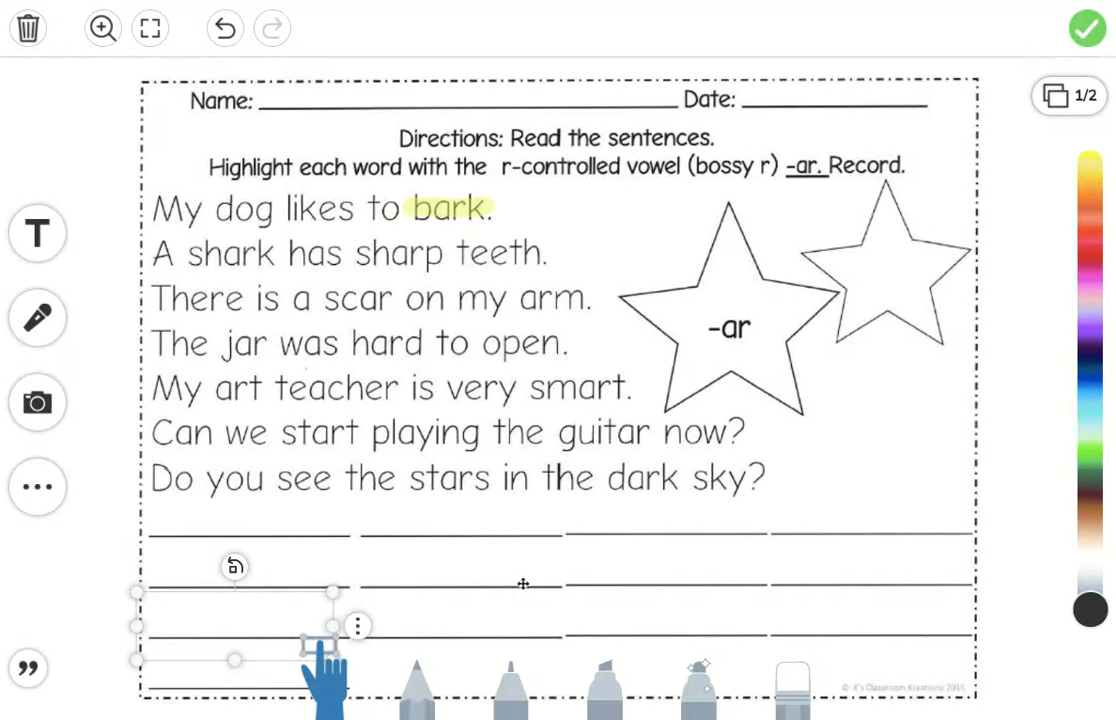 1/2
Name: Date:
Directions: Read the sentences.
Highlight each word with the r-controlled vowel (bossy r) -ar. Record.
My dog likes to bark.
A shark has sharp teeth.
There is a scar on my arm.
The jar was hard to open.
My art teacher is very smart.
Can we start playing the guitar now?
Do you see the stars in the dark sky?
-ar
T
© K's Classroom Kreations 2015